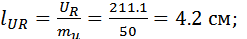 l_UR = U_R / m_u = 211.1 / 50 = 4.2 см;